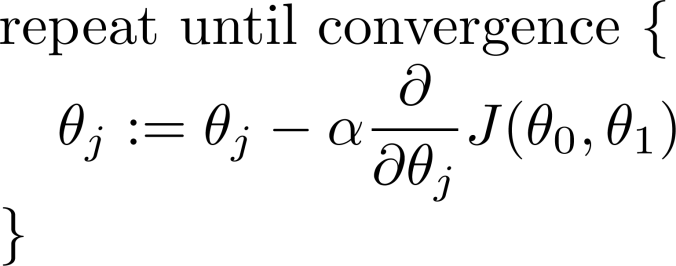 repeat until convergence {
θ_j := θ_j − α ∂/∂θ_j J(θ_0, θ_1)
}